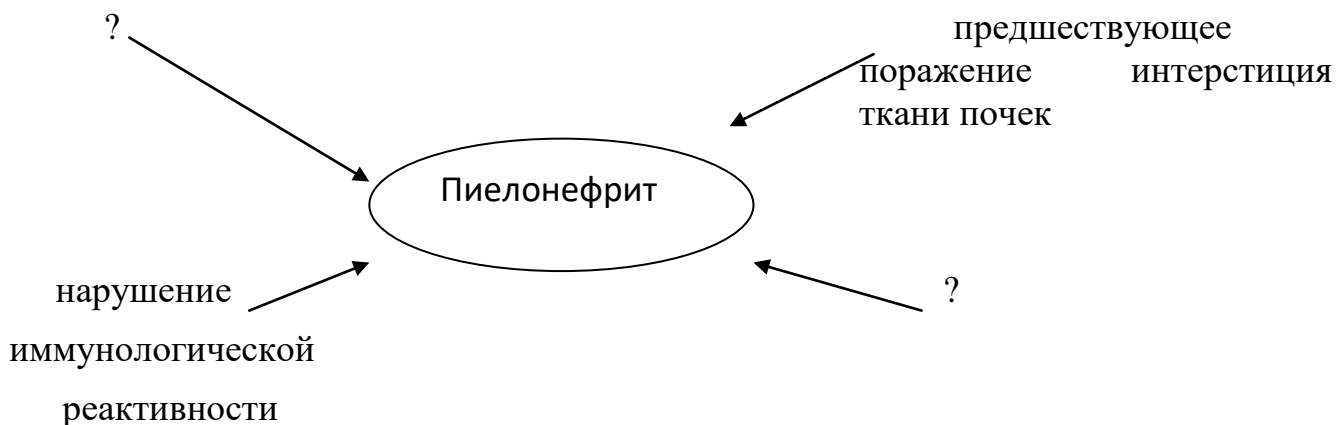 ?
предшествующее
поражение интерстиция
ткани почек
Пиелонефрит
нарушение
иммунологической
реактивности
?